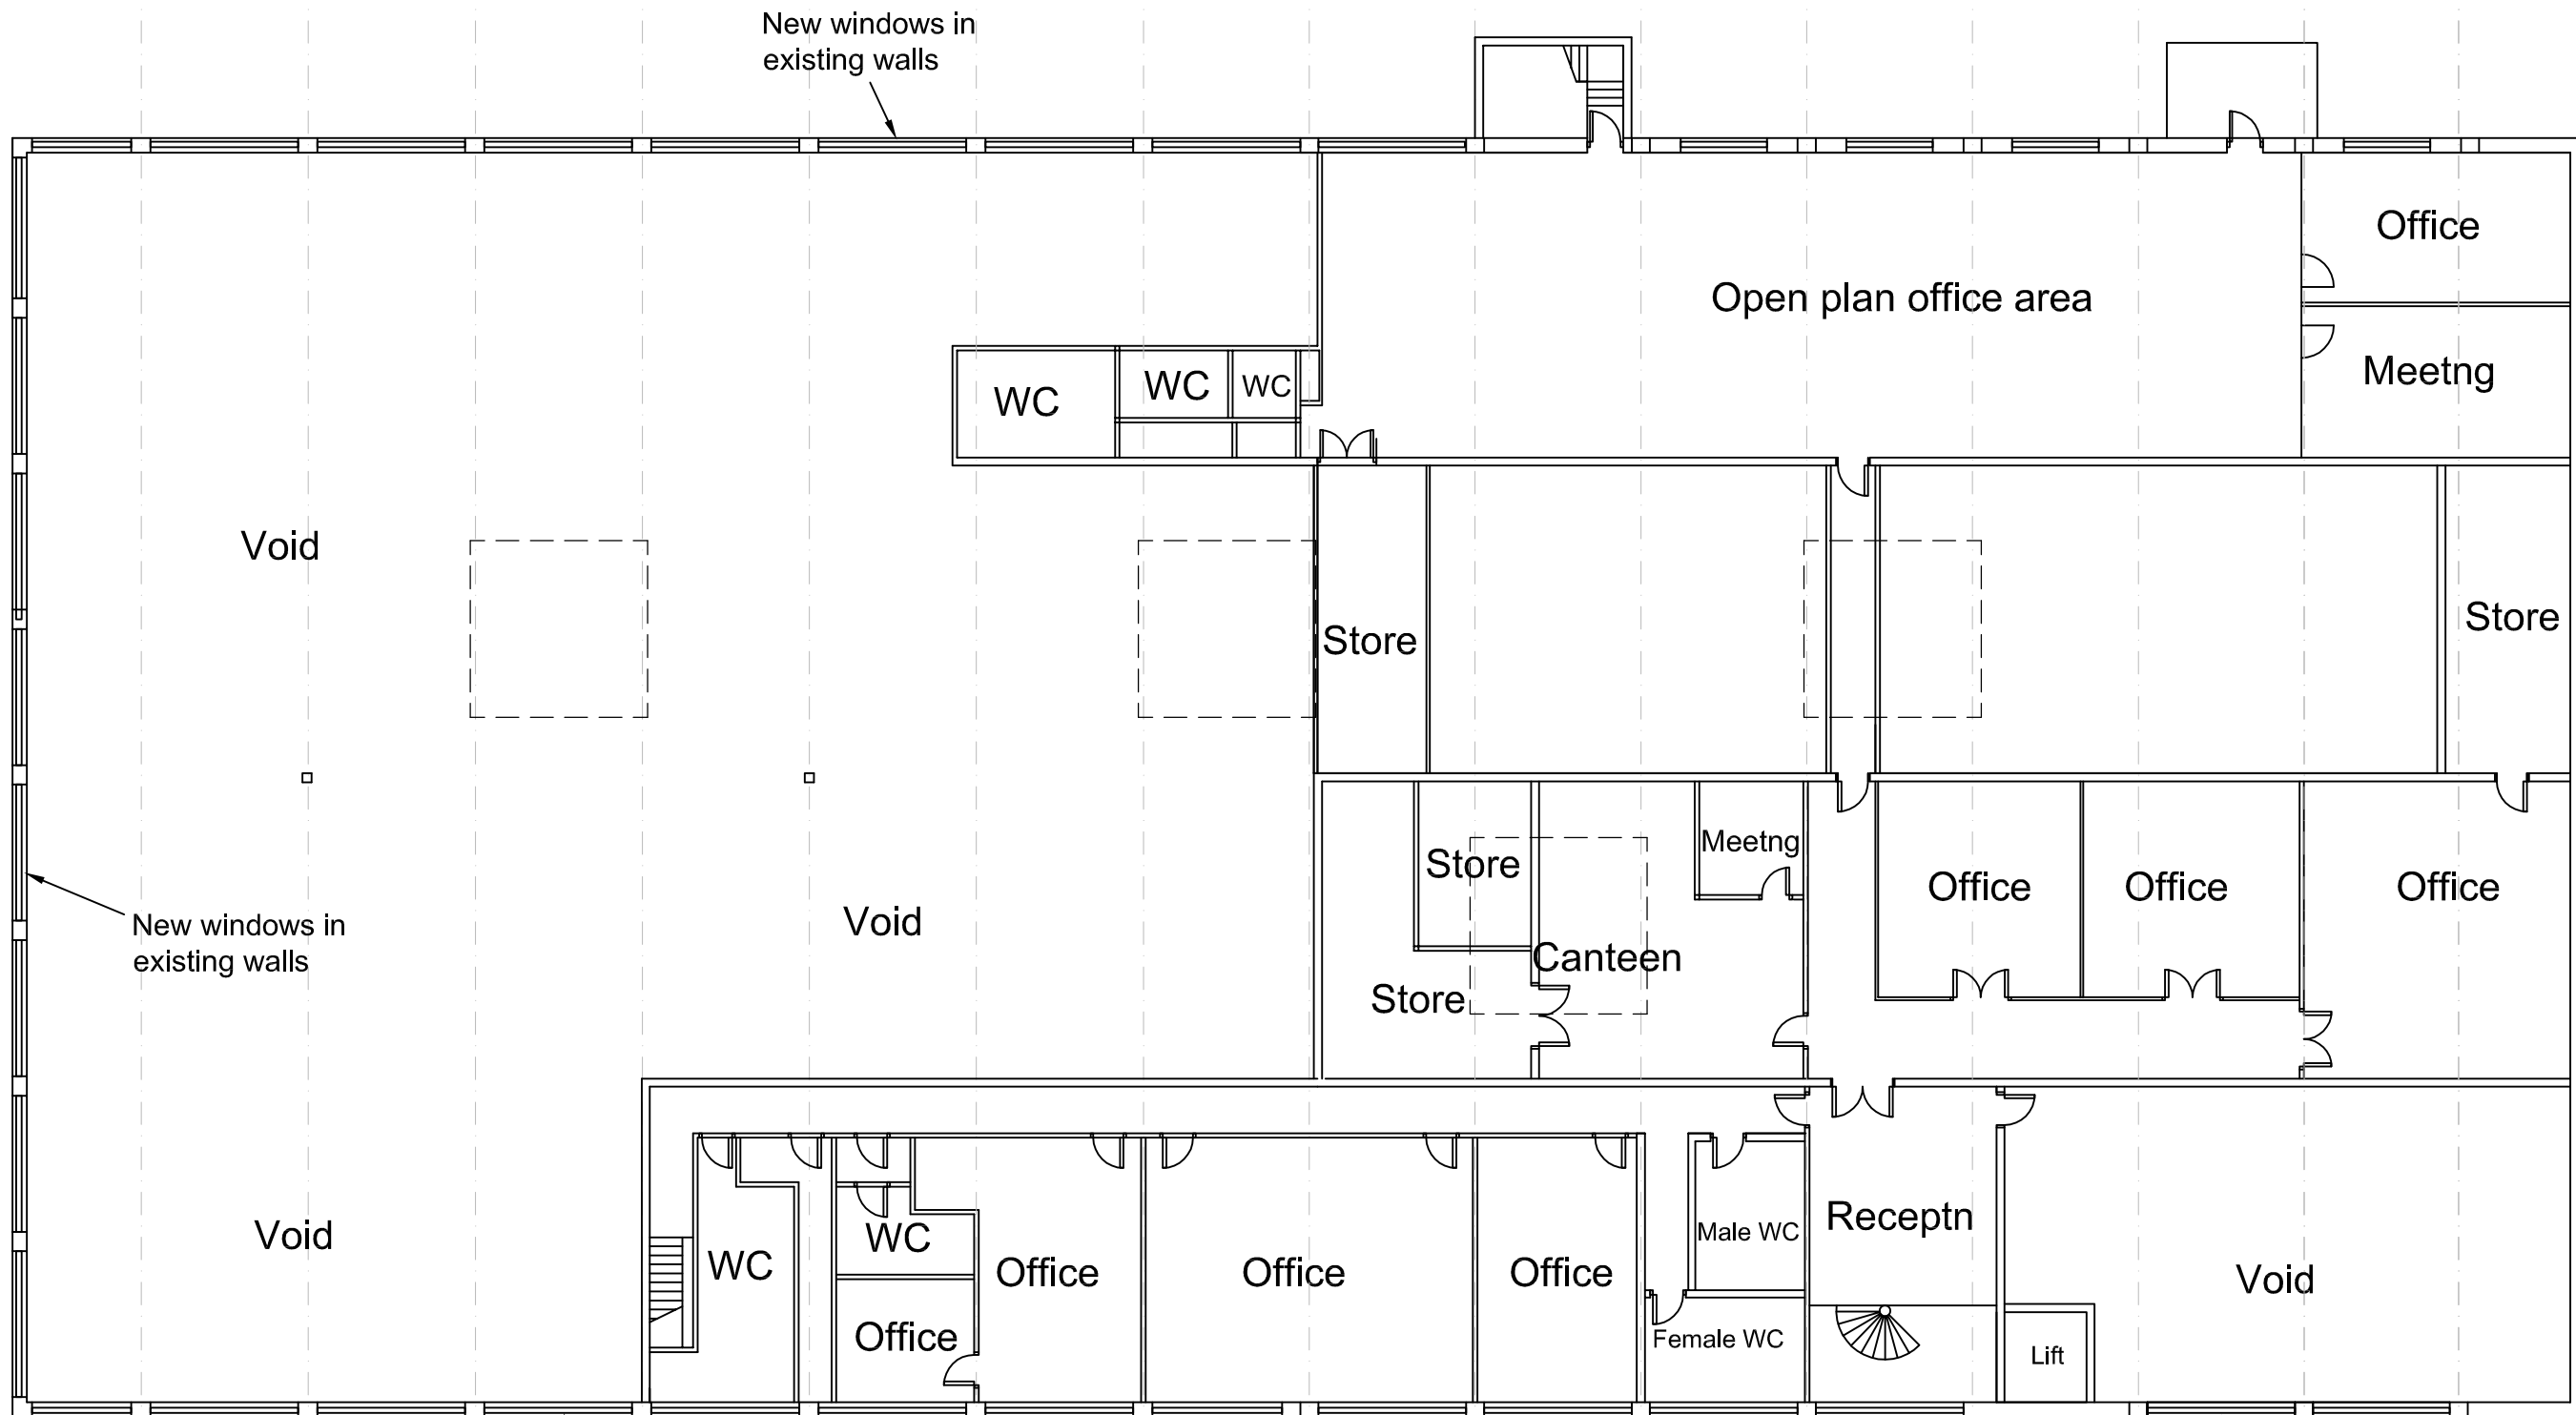 New windows in
existing walls
Office
Open plan office area
Meetng
WC
WC
WC
Void
Store
Store
Meetng
Store
Office
Office
Office
Void
New windows in
existing walls
Canteen
Store
Receptn
Male WC
Void
WC
WC
Office
Office
Office
Void
Office
Female WC
Lift